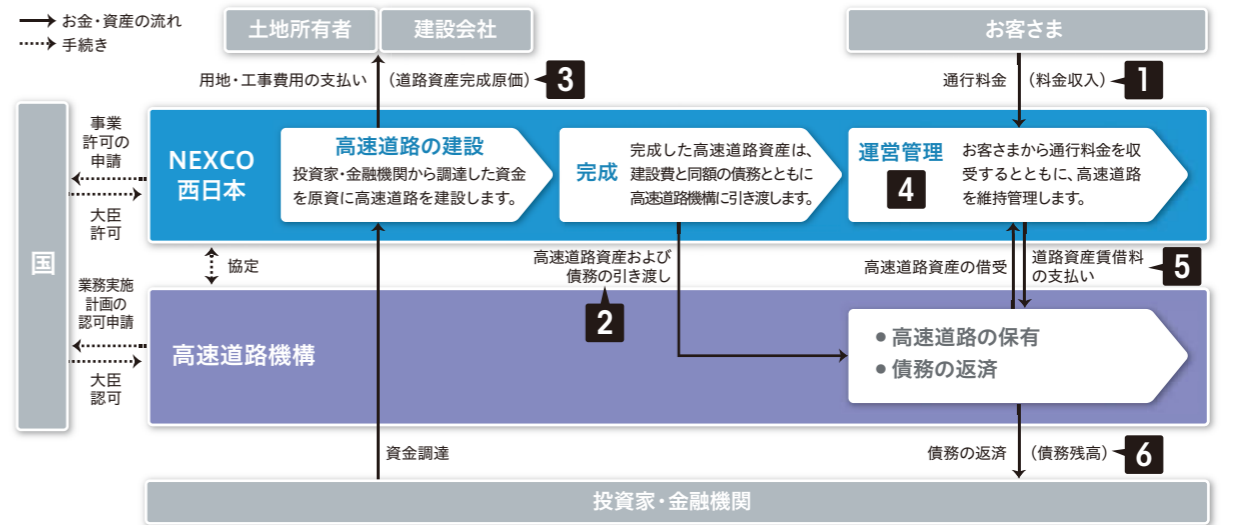 お金・資産の流れ
手続き
土地所有者
建設会社
お客さま
用地・工事費用の支払い
(道路資産完成原価)
3
通行料金
(料金収入)
1
国
事業
許可の
申請
大臣
許可
NEXCO
西日本
高速道路の建設
投資家・金融機関から調達した資金
を原資に高速道路を建設します。
完成
完成した高速道路資産は、
建設費と同額の債務とともに
高速道路機構に引き渡します。
運営管理
4
お客さまから通行料金を収
受するとともに、高速道路
を維持管理します。
協定
高速道路資産および
債務の引き渡し
2
高速道路資産の借受
道路資産賃借料
の支払い
5
業務実施
計画の
認可申請
大臣
認可
高速道路機構
● 高速道路の保有
● 債務の返済
資金調達
債務の返済
(債務残高)
6
投資家・金融機関